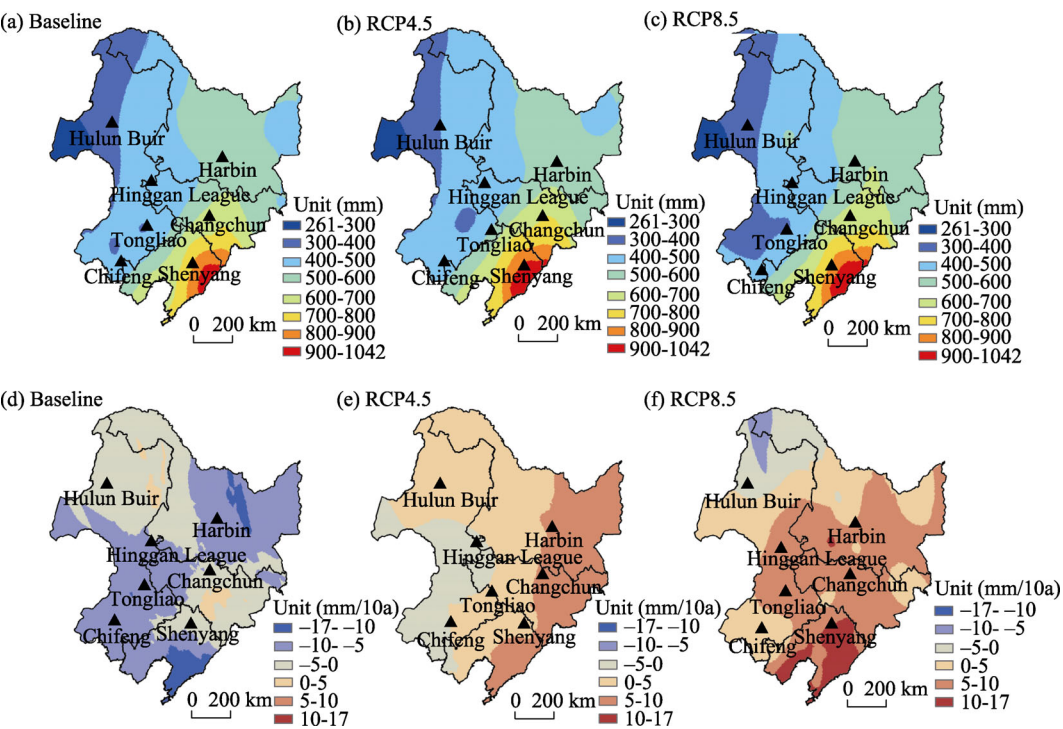 (a) Baseline
Hulun Buir
Harbin
Hinggan League
Changchun
Tongliao
Chifeng
Shenyang
0 200 km
Unit (mm)
261-300
300-400
400-500
500-600
600-700
700-800
800-900
900-1042
(b) RCP4.5
Hulun Buir
Harbin
Hinggan League
Changchun
Tongliao
Chifeng
Shenyang
0 200 km
Unit (mm)
261-300
300-400
400-500
500-600
600-700
700-800
800-900
900-1042
(c) RCP8.5
Hulun Buir
Harbin
Hinggan League
Changchun
Tongliao
Chifeng
Shenyang
0 200 km
Unit (mm)
261-300
300-400
400-500
500-600
600-700
700-800
800-900
900-1042
(d) Baseline
Hulun Buir
Harbin
Hinggan League
Changchun
Tongliao
Chifeng
Shenyang
0 200 km
Unit (mm/10a)
–17- –10
–10- –5
–5-0
0-5
5-10
10-17
(e) RCP4.5
Hulun Buir
Harbin
Hinggan League
Changchun
Tongliao
Chifeng
Shenyang
0 200 km
Unit (mm/10a)
–17- –10
–10- –5
–5-0
0-5
5-10
10-17
(f) RCP8.5
Hulun Buir
Harbin
Hinggan League
Changchun
Tongliao
Shenyang
Chifeng
0 200 km
Unit (mm/10a)
–17- –10
–10- –5
–5-0
0-5
5-10
10-17